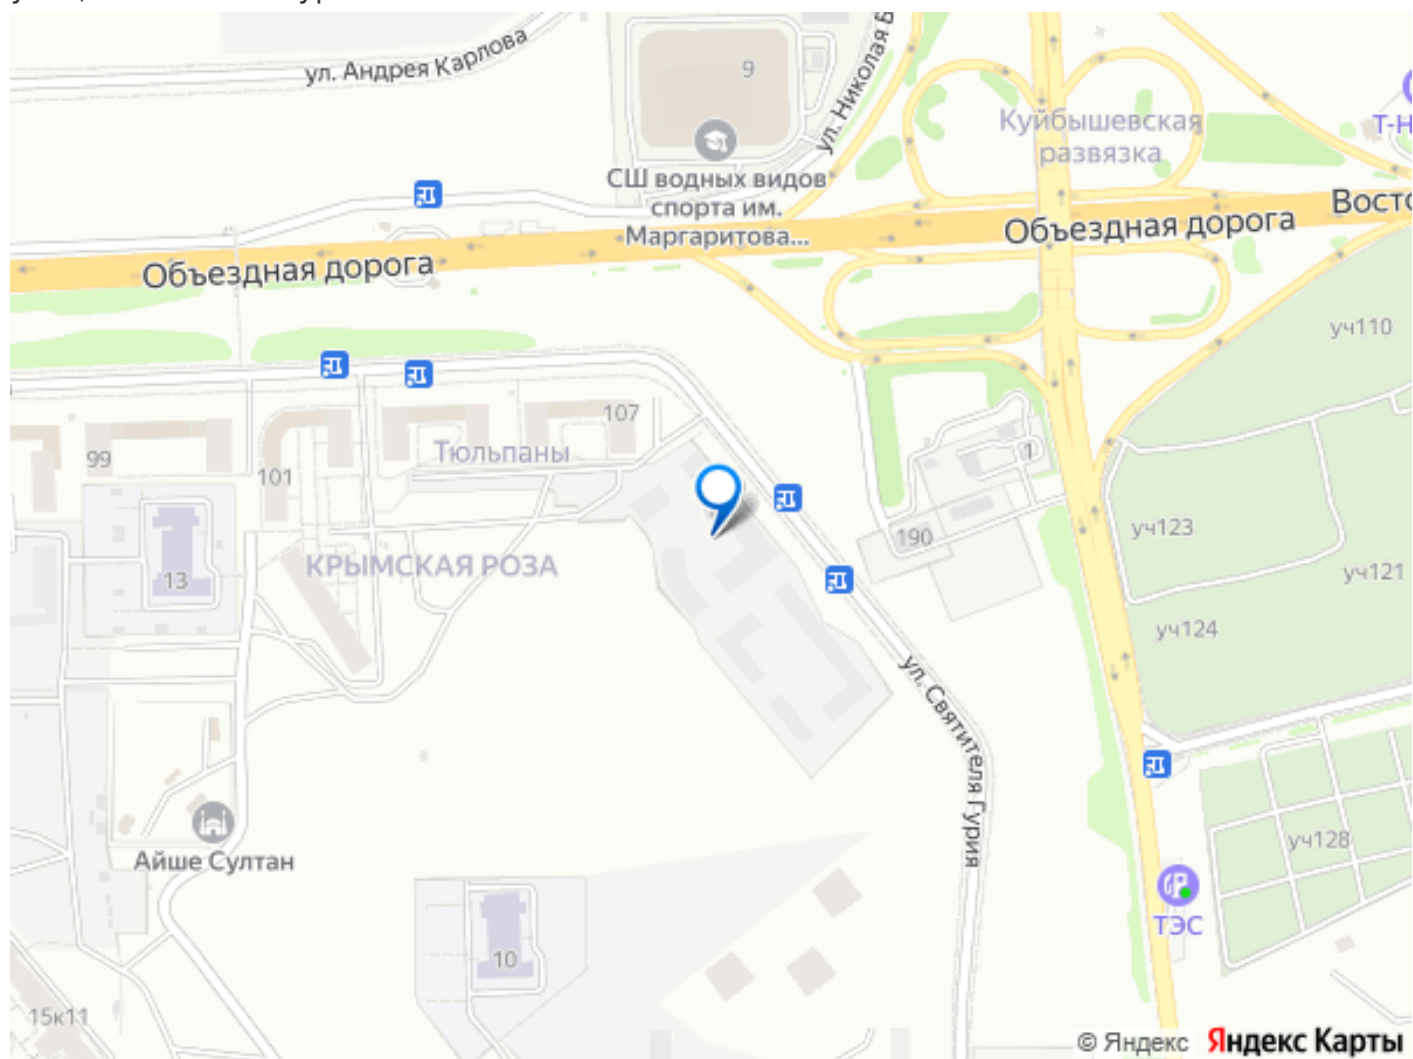 ул. Андрея Карлова
9
ул. Николая Б
Куйбышевская
развязка
Т-Н
СШ водных видов
спорта им.
Маргаритова...
Объездная дорога
Восто
Объездная дорога
уч110
107
Тюльпаны
99
101
1
190
уч123
КРЫМСКАЯ РОЗА
13
уч121
уч124
ул. Святителя Гурия
уч128
Айше Султан
ТЭС
10
15к11
© Яндекс Яндекс Карты